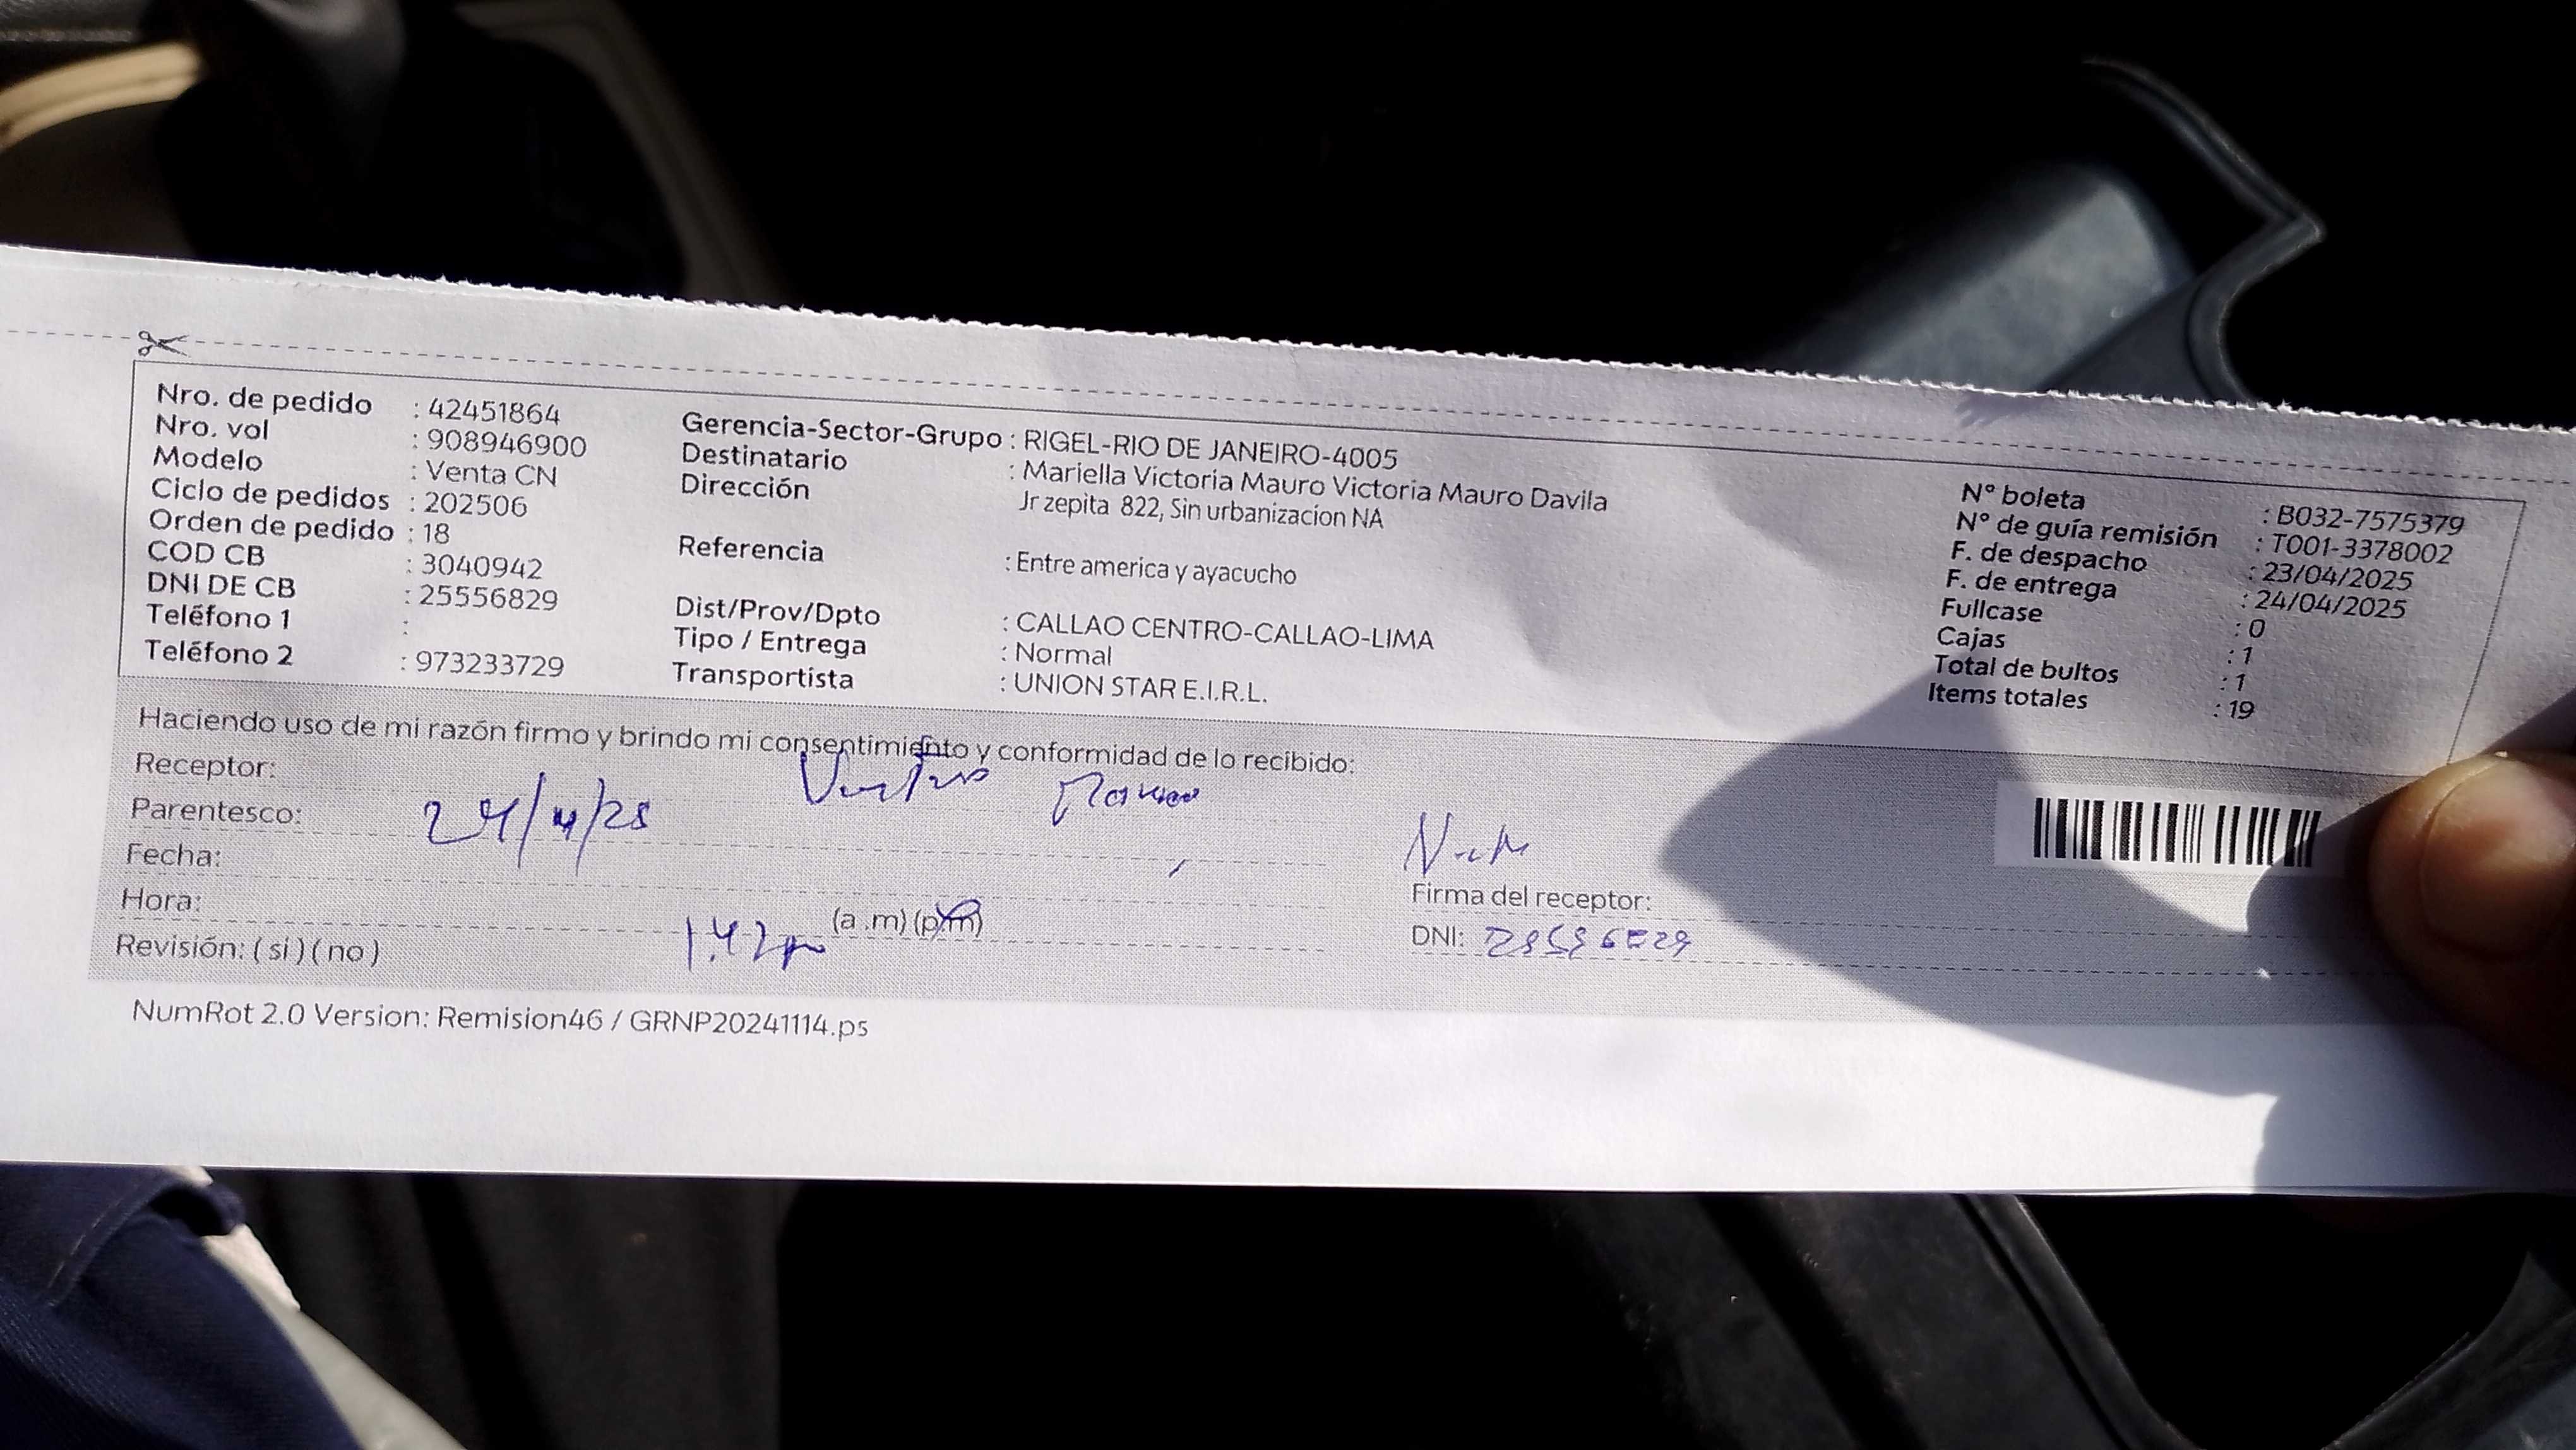 Nro. de pedido : 42451864
Nro. vol : 908946900
Modelo : Venta CN
Ciclo de pedidos : 202506
Orden de pedido : 18
COD CB : 3040942
DNI DE CB : 25556829
Teléfono 1 :
Teléfono 2 : 973233729
Gerencia-Sector-Grupo : RIGEL-RIO DE JANEIRO-4005
Destinatario : Mariella Victoria Mauro Victoria Mauro Davila
Dirección Jr zepita 822, Sin urbanizacion NA
Referencia : Entre america y ayacucho
Dist/Prov/Dpto : CALLAO CENTRO-CALLAO-LIMA
Tipo / Entrega : Normal
Transportista : UNION STAR E.I.R.L.
N° boleta : B032-7575379
N° de guía remisión : T001-3378002
F. de despacho : 23/04/2025
F. de entrega : 24/04/2025
Fullcase : 0
Cajas : 1
Total de bultos : 1
Items totales : 19
Haciendo uso de mi razón firmo y brindo mi consentimiento y conformidad de lo recibido:
Receptor:
Parentesco: 24/4/25
Fecha:
Hora: 1.42 pm (a .m) (p.m)
Revisión: ( si ) ( no )
Firma del receptor:
DNI:
NumRot 2.0 Version: Remision46 / GRNP20241114.ps